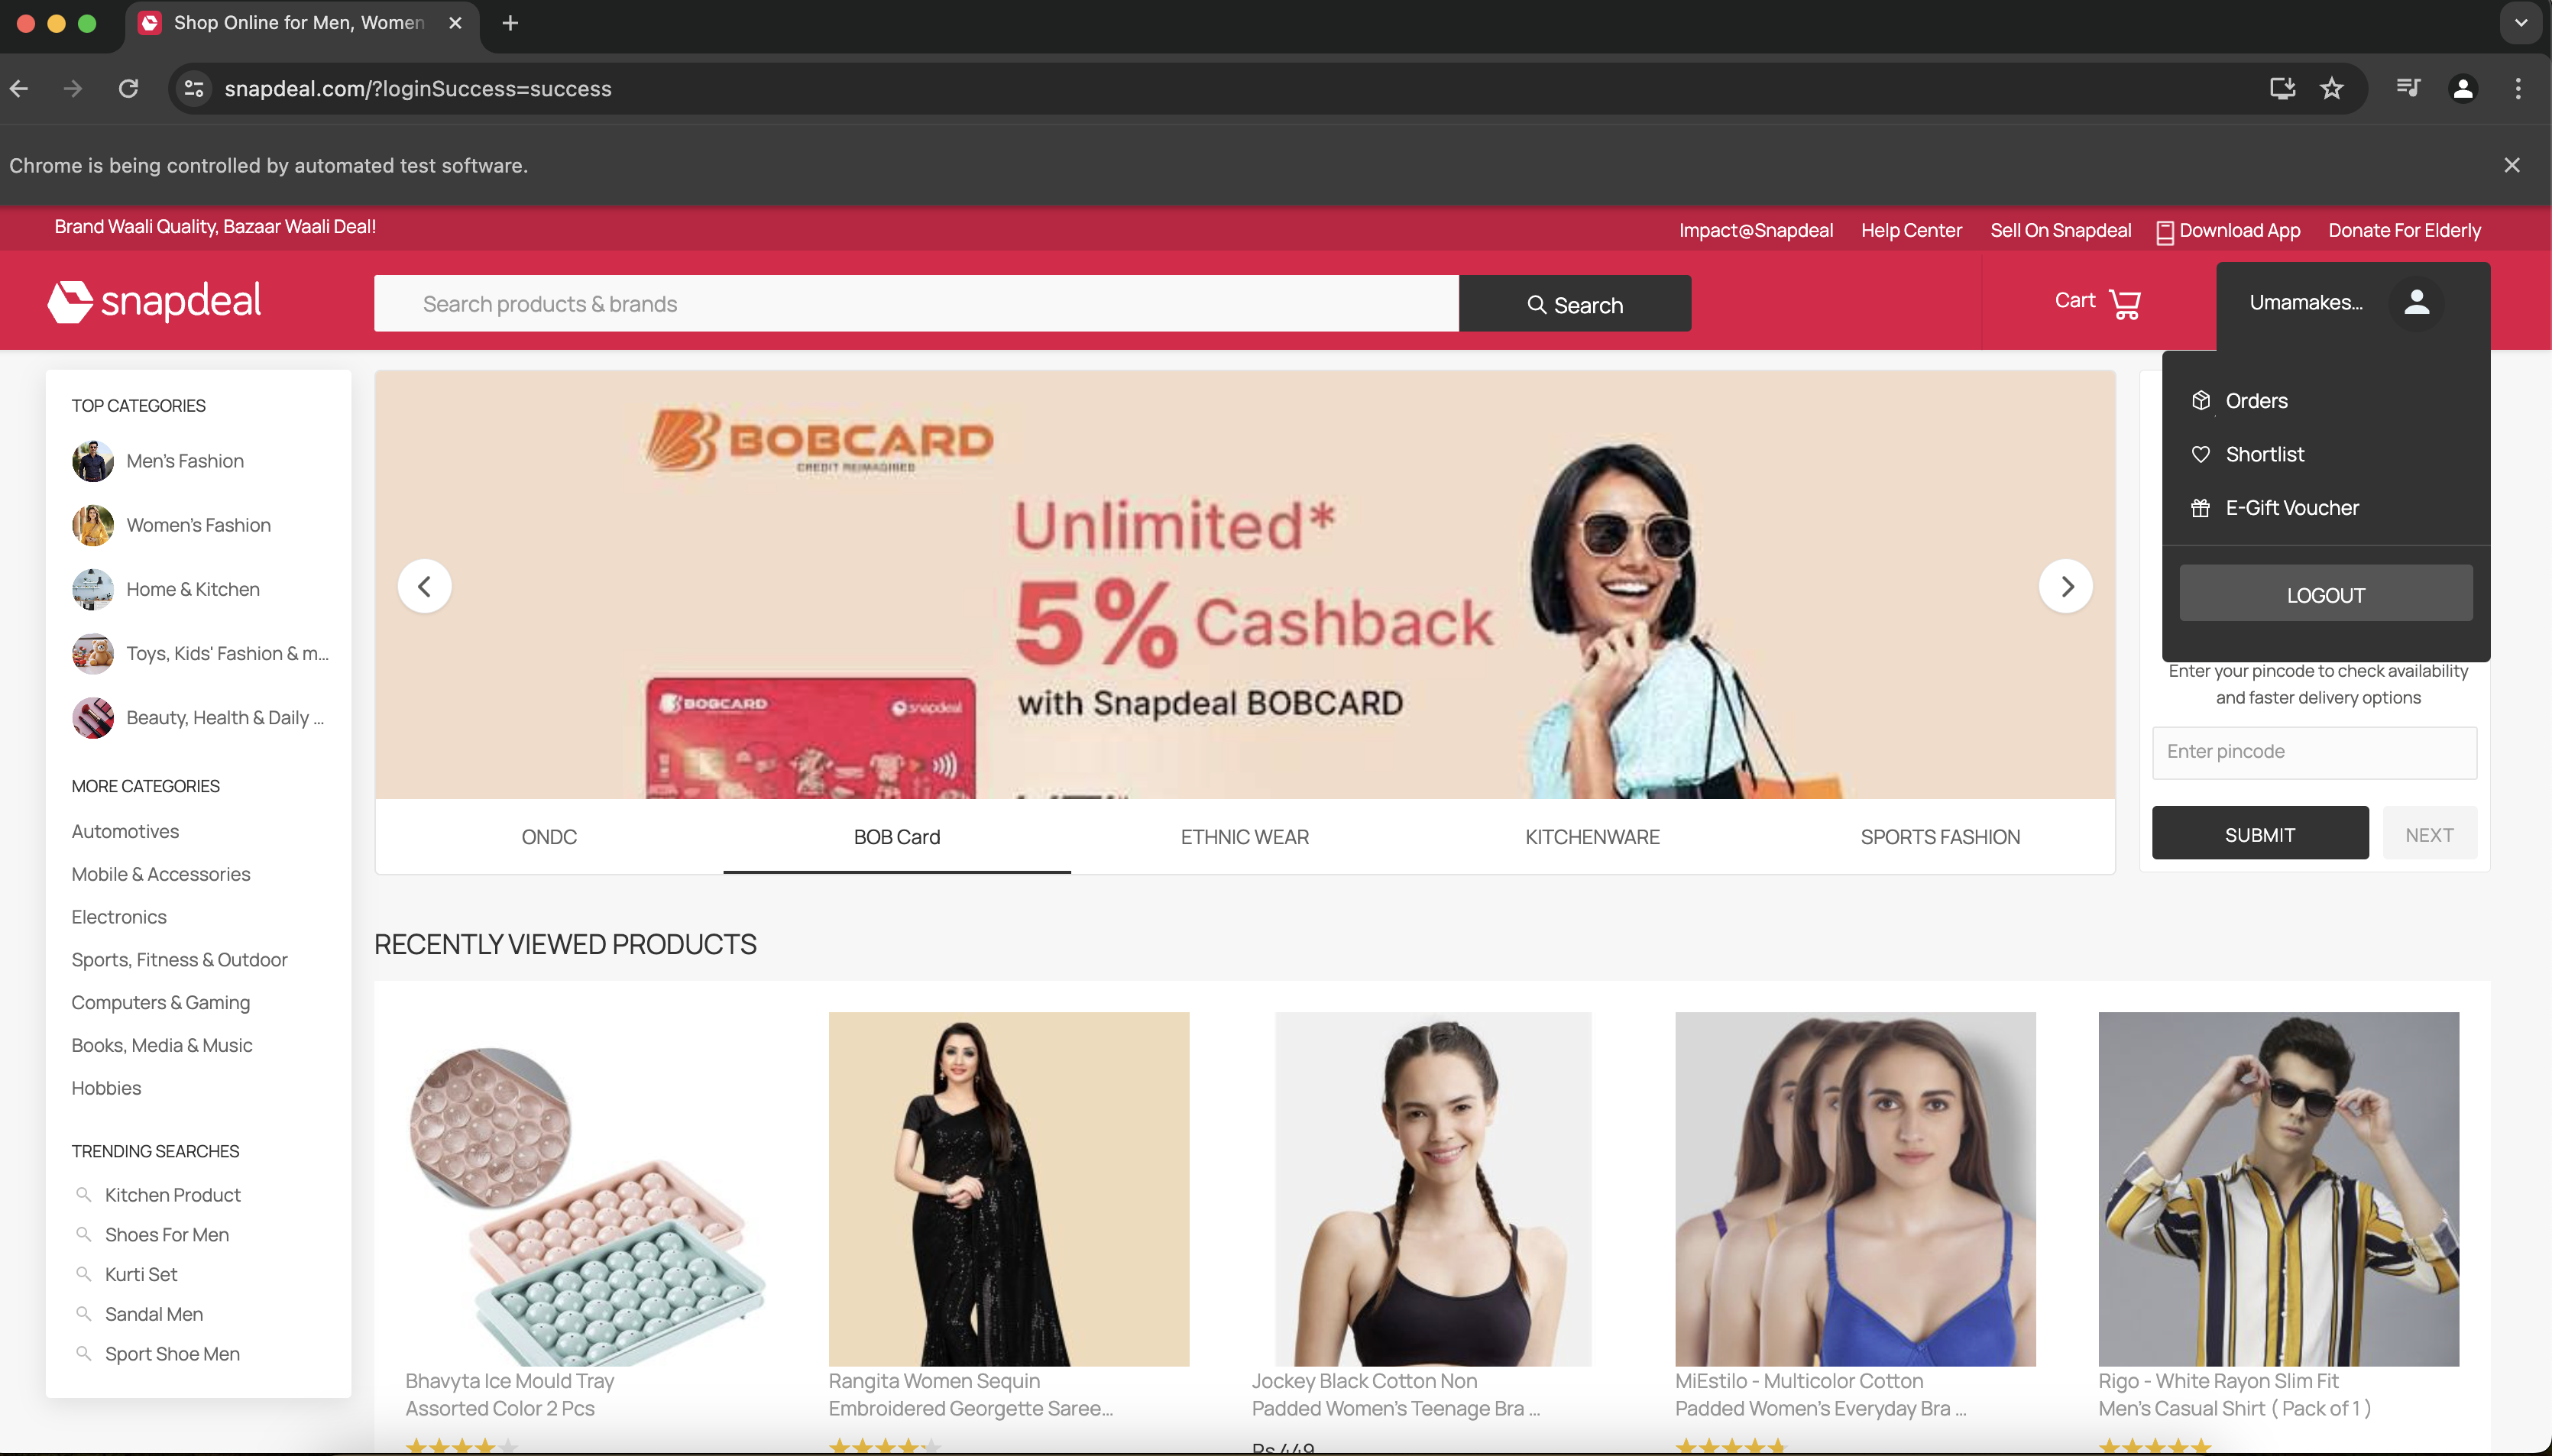 Shop Online for Men, Women
snapdeal.com/?loginSuccess=success
Chrome is being controlled by automated test software.
Brand Waali Quality, Bazaar Waali Deal!
Impact@Snapdeal
Help Center
Sell On Snapdeal
Download App
Donate For Elderly
snapdeal
Search products & brands
Search
Cart
Umamakes...
Orders
Shortlist
E-Gift Voucher
LOGOUT
TOP CATEGORIES
Men's Fashion
Women's Fashion
Home & Kitchen
Toys, Kids' Fashion & m...
Beauty, Health & Daily ...
MORE CATEGORIES
Automotives
Mobile & Accessories
Electronics
Sports, Fitness & Outdoor
Computers & Gaming
Books, Media & Music
Hobbies
TRENDING SEARCHES
Kitchen Product
Shoes For Men
Kurti Set
Sandal Men
Sport Shoe Men
BOBCARD
CREDIT REIMAGINED
Unlimited*
5% Cashback
with Snapdeal BOBCARD
BOBCARD
snapdeal
ONDC
BOB Card
ETHNIC WEAR
KITCHENWARE
SPORTS FASHION
Enter your pincode to check availability
and faster delivery options
Enter pincode
SUBMIT
NEXT
RECENTLY VIEWED PRODUCTS
Bhavyta Ice Mould Tray
Assorted Color 2 Pcs
Rangita Women Sequin
Embroidered Georgette Saree...
Jockey Black Cotton Non
Padded Women's Teenage Bra ...
Rs 449
MiEstilo - Multicolor Cotton
Padded Women's Everyday Bra ...
Rigo - White Rayon Slim Fit
Men's Casual Shirt ( Pack of 1 )